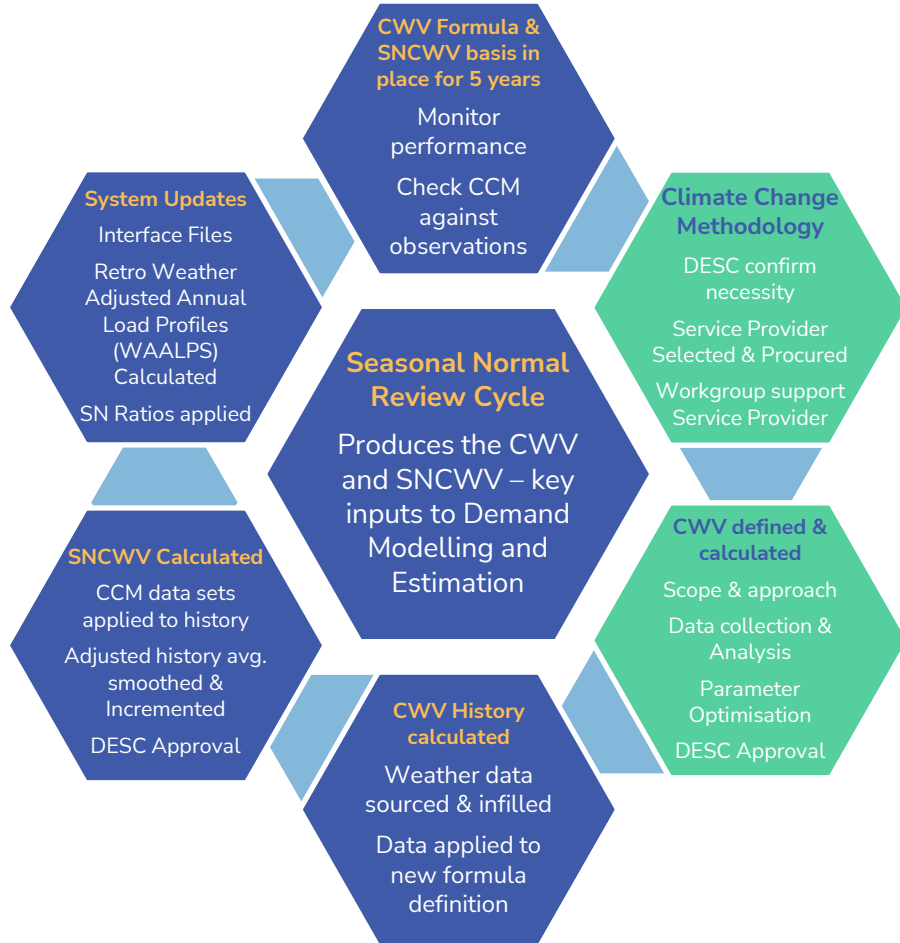 CWV Formula &
SNCWV basis in
place for 5 years
Monitor
performance
Check CCM
against
observations
Climate Change
Methodology
DESC confirm
necessity
Service Provider
Selected & Procured
Workgroup support
Service Provider
CWV defined &
calculated
Scope & approach
Data collection &
Analysis
Parameter
Optimisation
DESC Approval
CWV History
calculated
Weather data
sourced & infilled
Data applied to
new formula
definition
SNCWV Calculated
CCM data sets
applied to history
Adjusted history avg.
smoothed &
Incremented
DESC Approval
System Updates
Interface Files
Retro Weather
Adjusted Annual
Load Profiles
(WAALPS)
Calculated
SN Ratios applied
Seasonal Normal
Review Cycle
Produces the CWV
and SNCWV – key
inputs to Demand
Modelling and
Estimation